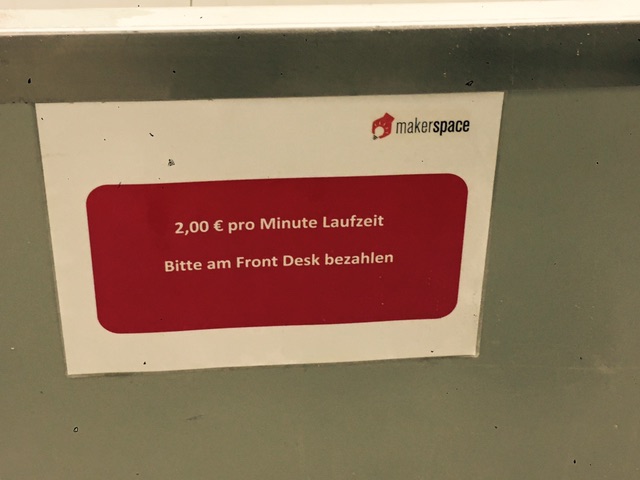 makerspace
2,00 € pro Minute Laufzeit
Bitte am Front Desk bezahlen